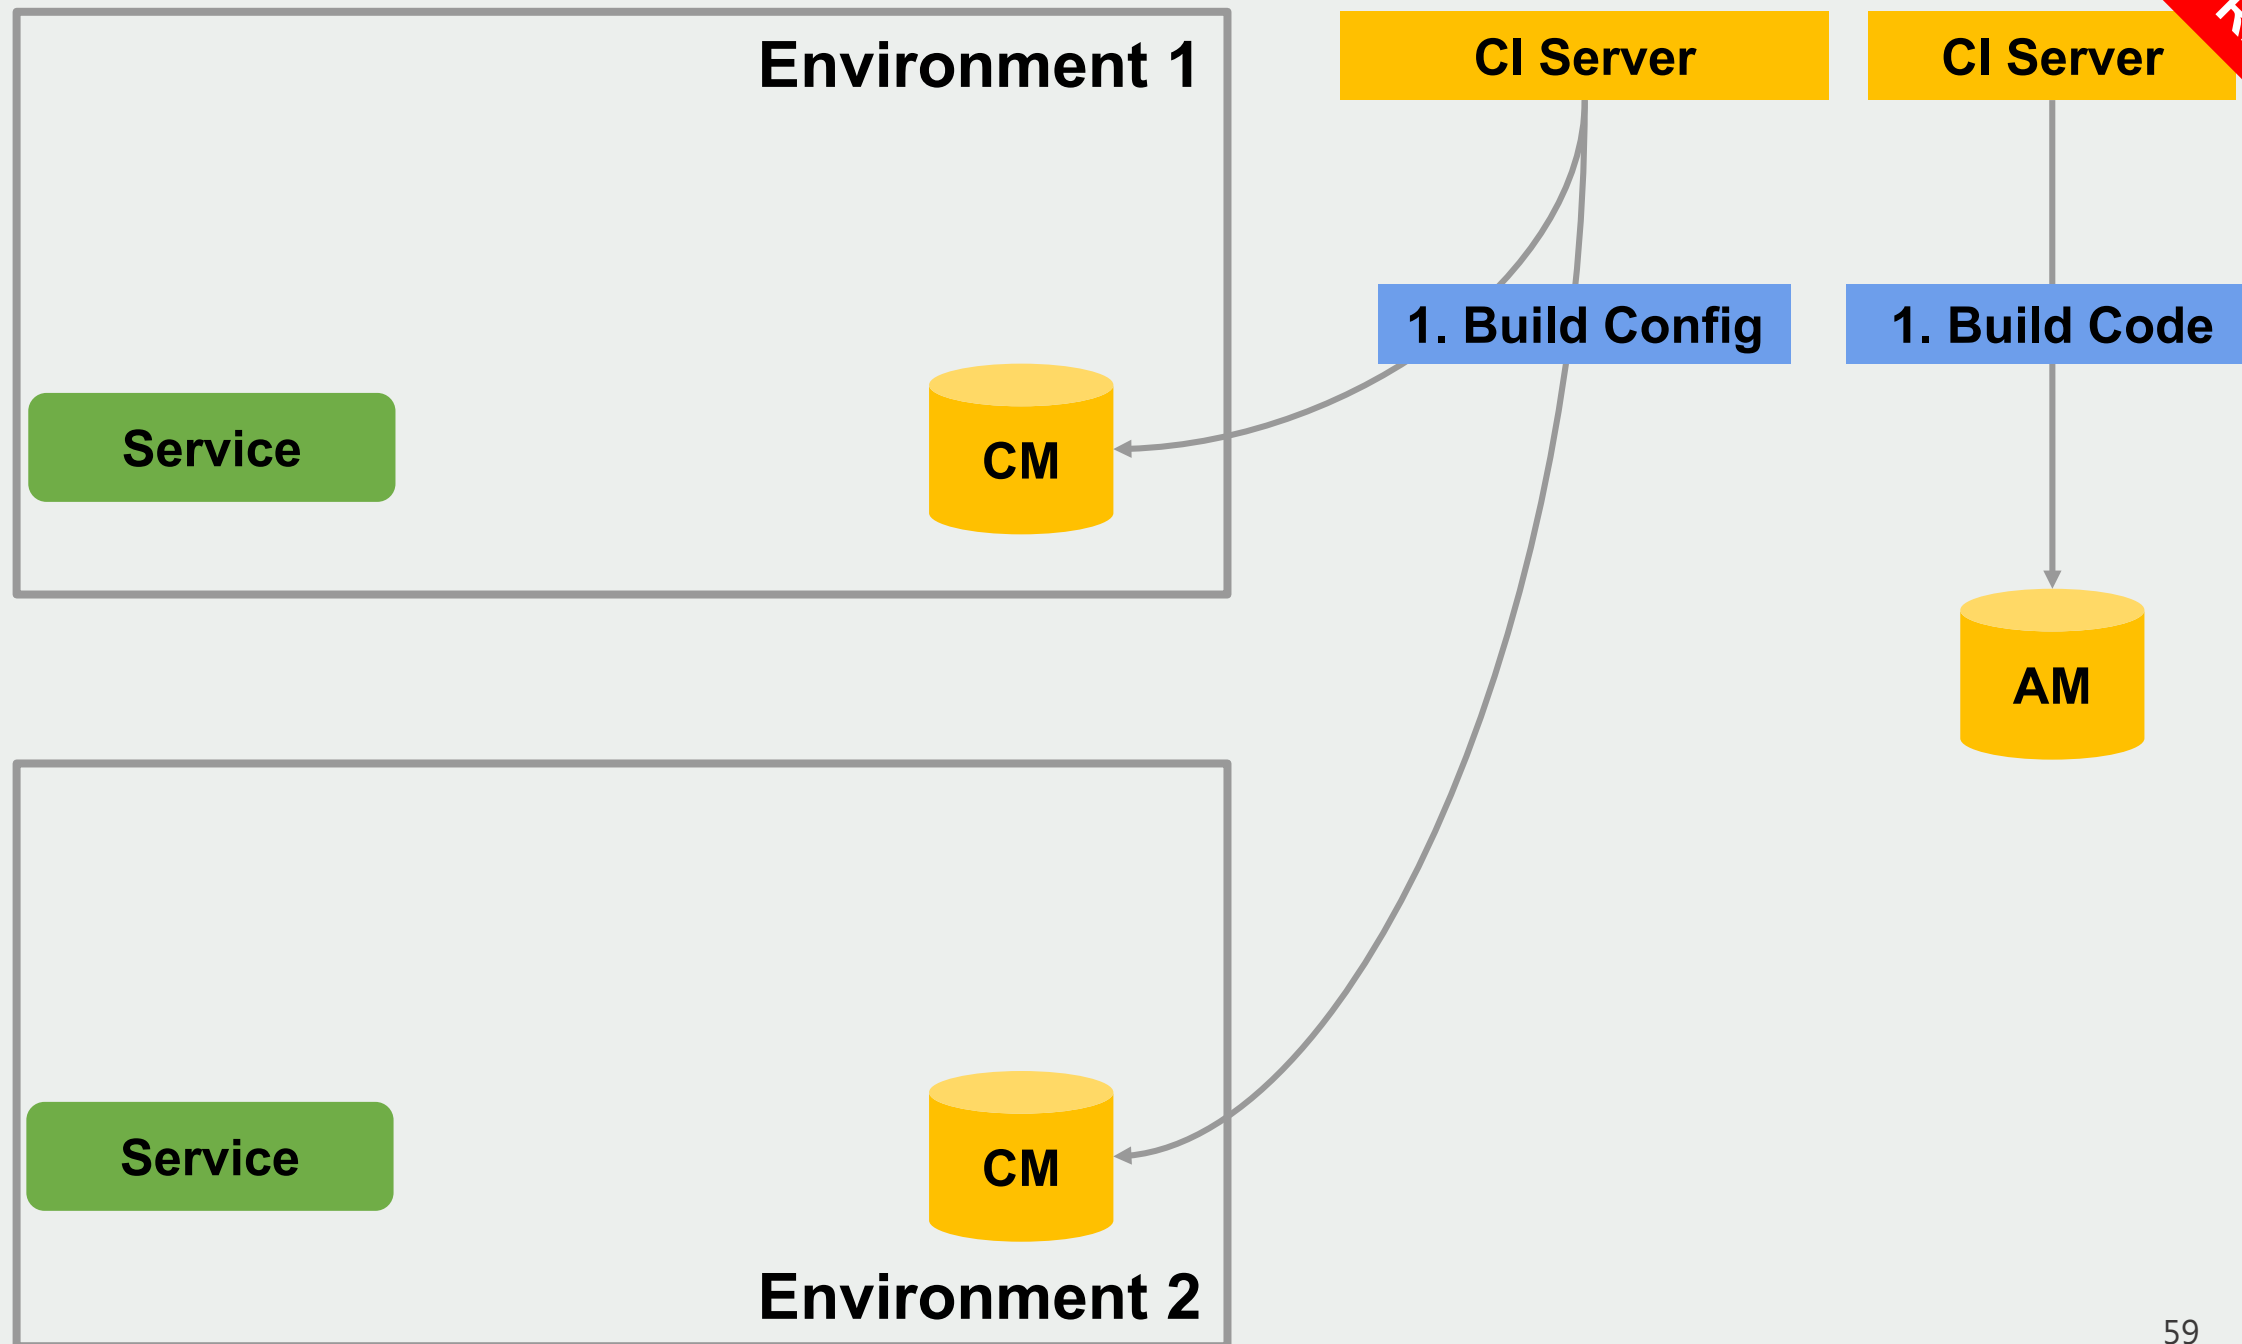 Environment 1
CI Server
CI Server
1. Build Config
1. Build Code
Service
CM
AM
Service
CM
Environment 2
59